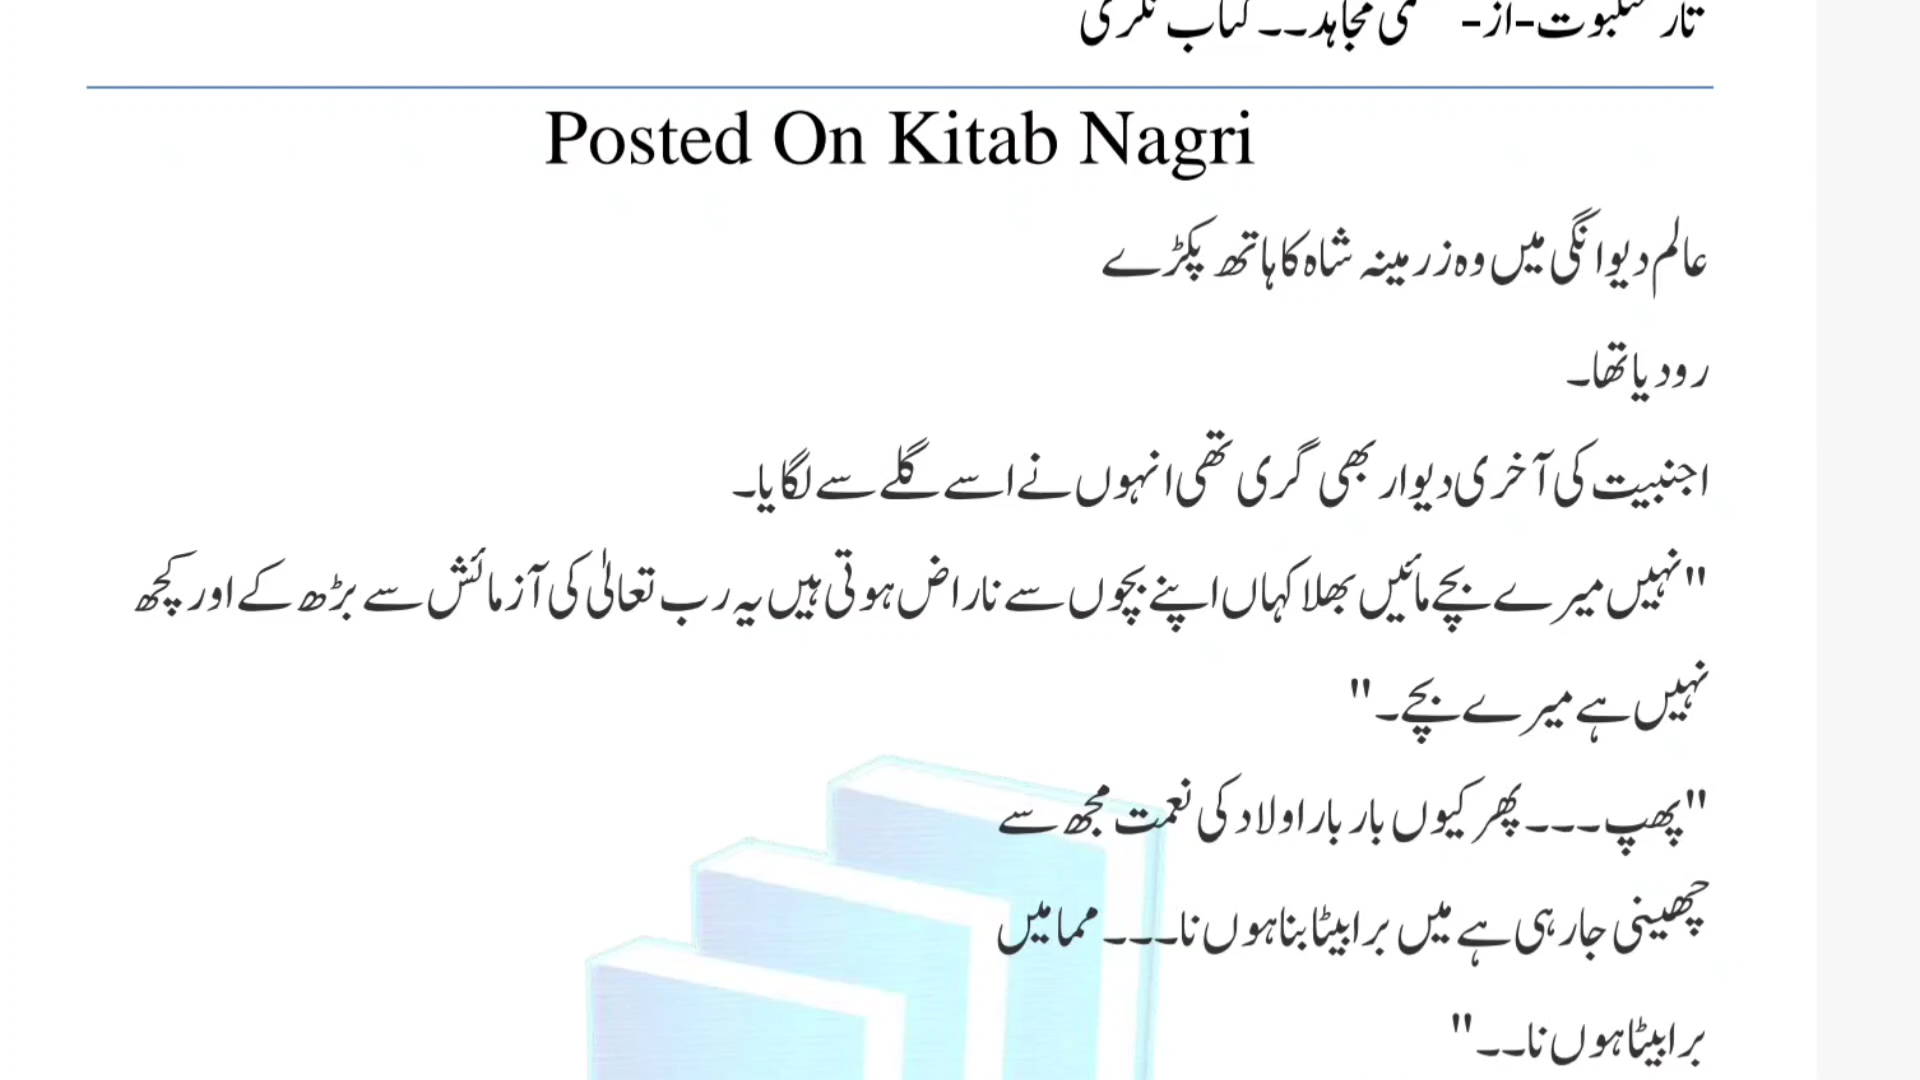 تار عنکبوت-از- مجاہد۔۔ کتاب نگری
Posted On Kitab Nagri
عالم دیوانگی میں وہ زرمینہ شاہ کا ہاتھ پکڑے
رو دیا تھا۔
اجنبیت کی آخری دیوار بھی گری تھی انہوں نے اسے گلے سے لگایا۔
"نہیں میرے بچے مائیں بھلا کہاں اپنے بچوں سے ناراض ہوتی ہیں یہ رب تعالٰی کی آزمائش سے بڑھ کے اور کچھ
نہیں ہے میرے بچے۔"
"پھپ۔۔۔ پھر کیوں بار بار اولاد کی نعمت مجھ سے
چھینی جا رہی ہے میں برا بیٹا بنا ہوں نا۔۔۔ مما میں
برا بیٹا ہوں نا۔۔"